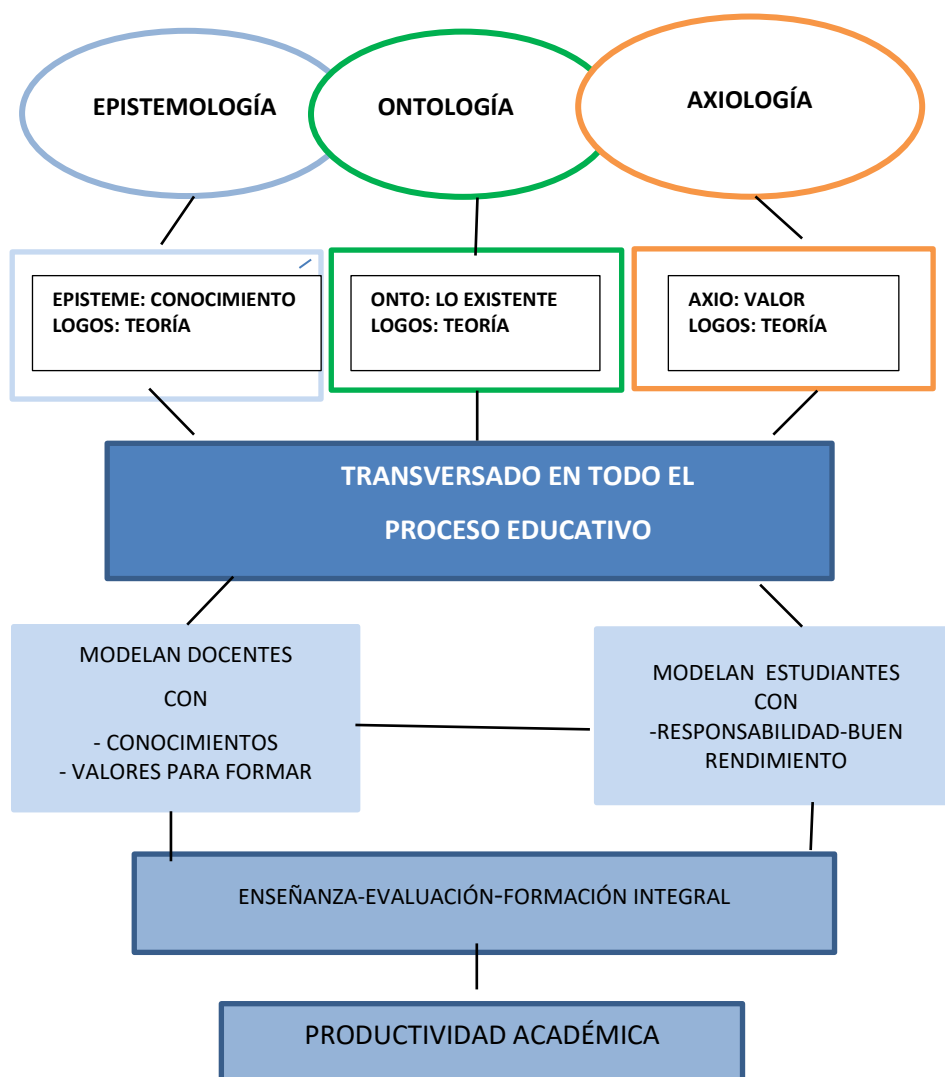 EPISTEMOLOGÍA
ONTOLOGÍA
AXIOLOGÍA
EPISTEME: CONOCIMIENTO
LOGOS: TEORÍA
ONTO: LO EXISTENTE
LOGOS: TEORÍA
AXIO: VALOR
LOGOS: TEORÍA
TRANSVERSADO EN TODO EL
PROCESO EDUCATIVO
MODELAN DOCENTES
CON
- CONOCIMIENTOS
- VALORES PARA FORMAR
MODELAN ESTUDIANTES
CON
-RESPONSABILIDAD-BUEN
RENDIMIENTO
ENSEÑANZA-EVALUACIÓN-FORMACIÓN INTEGRAL
PRODUCTIVIDAD ACADÉMICA